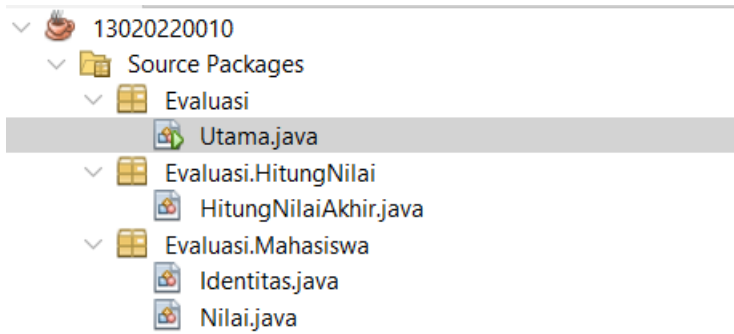 13020220010
Source Packages
Evaluasi
Utama.java
Evaluasi.HitungNilai
HitungNilaiAkhir.java
Evaluasi.Mahasiswa
Identitas.java
Nilai.java